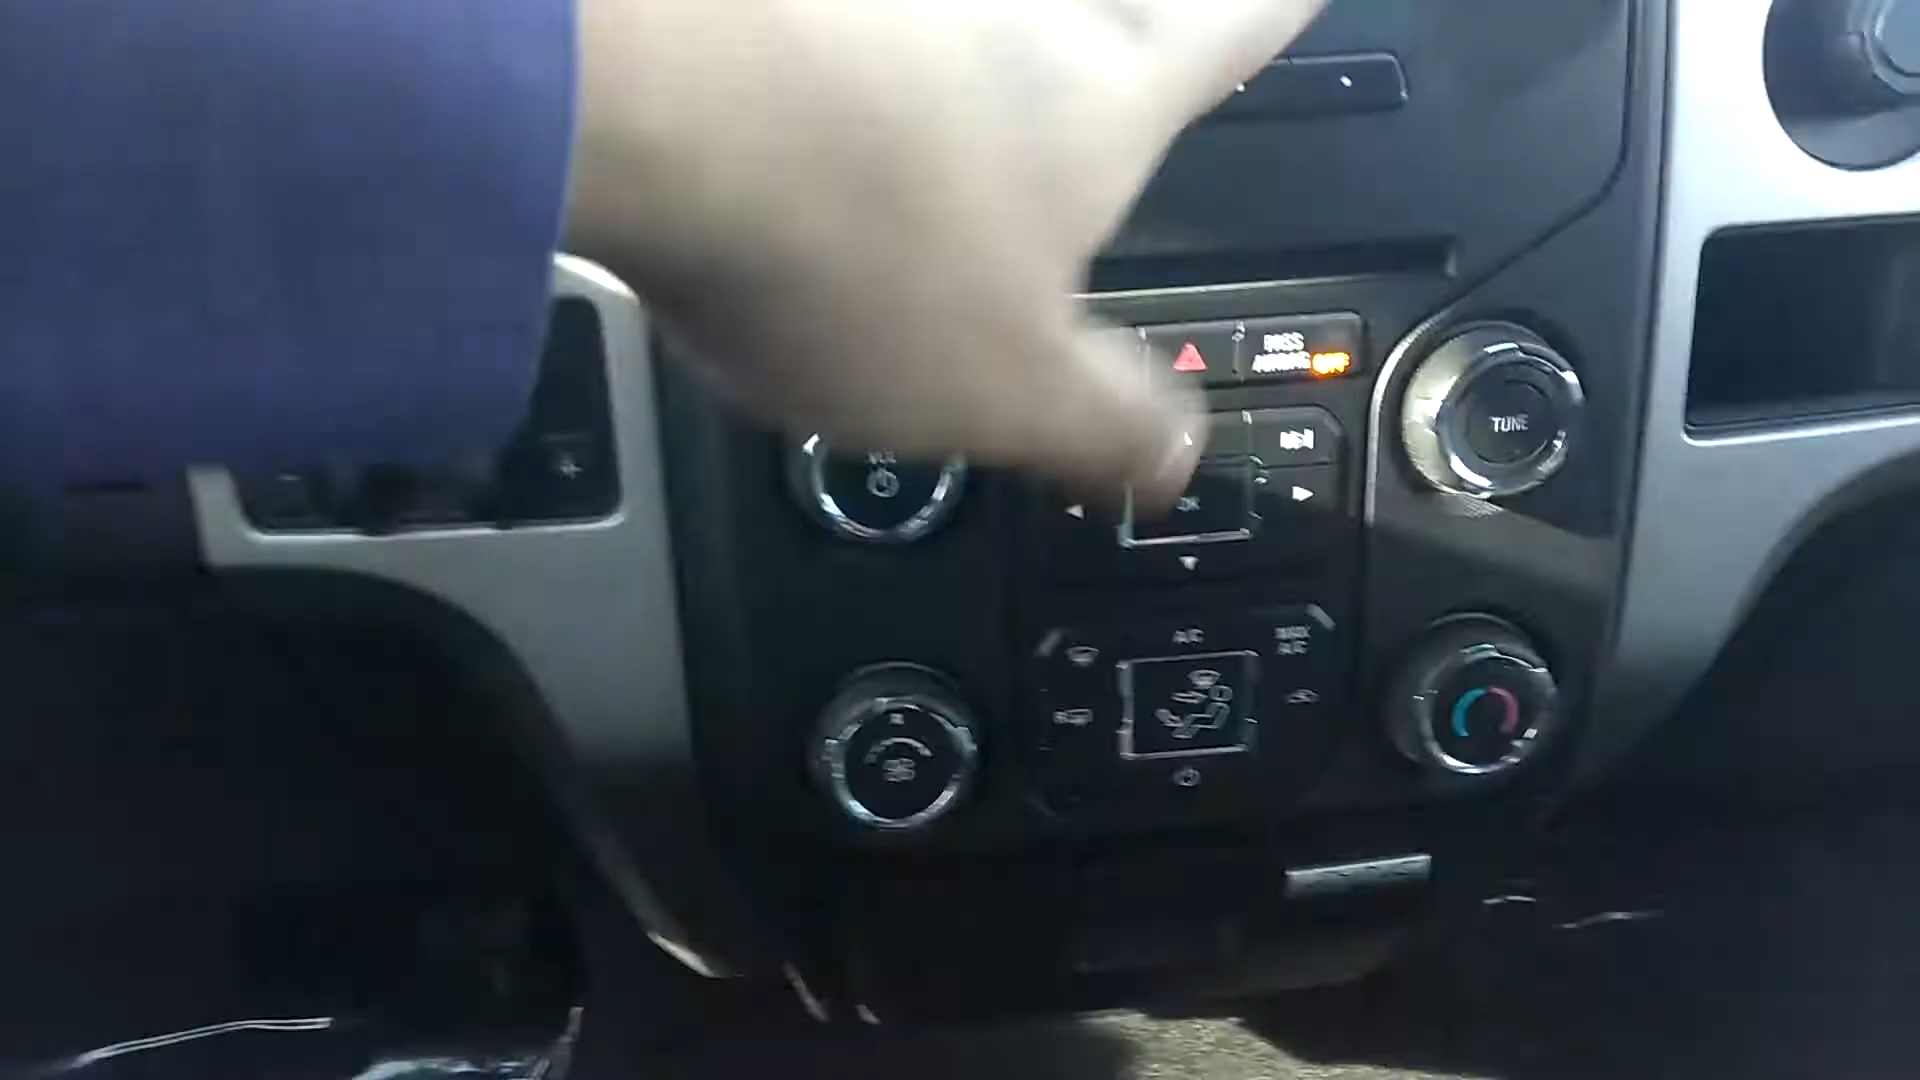 PASS
AIRBAG OFF
VOL
TUNE
OK
A/C
MAX
A/C
R